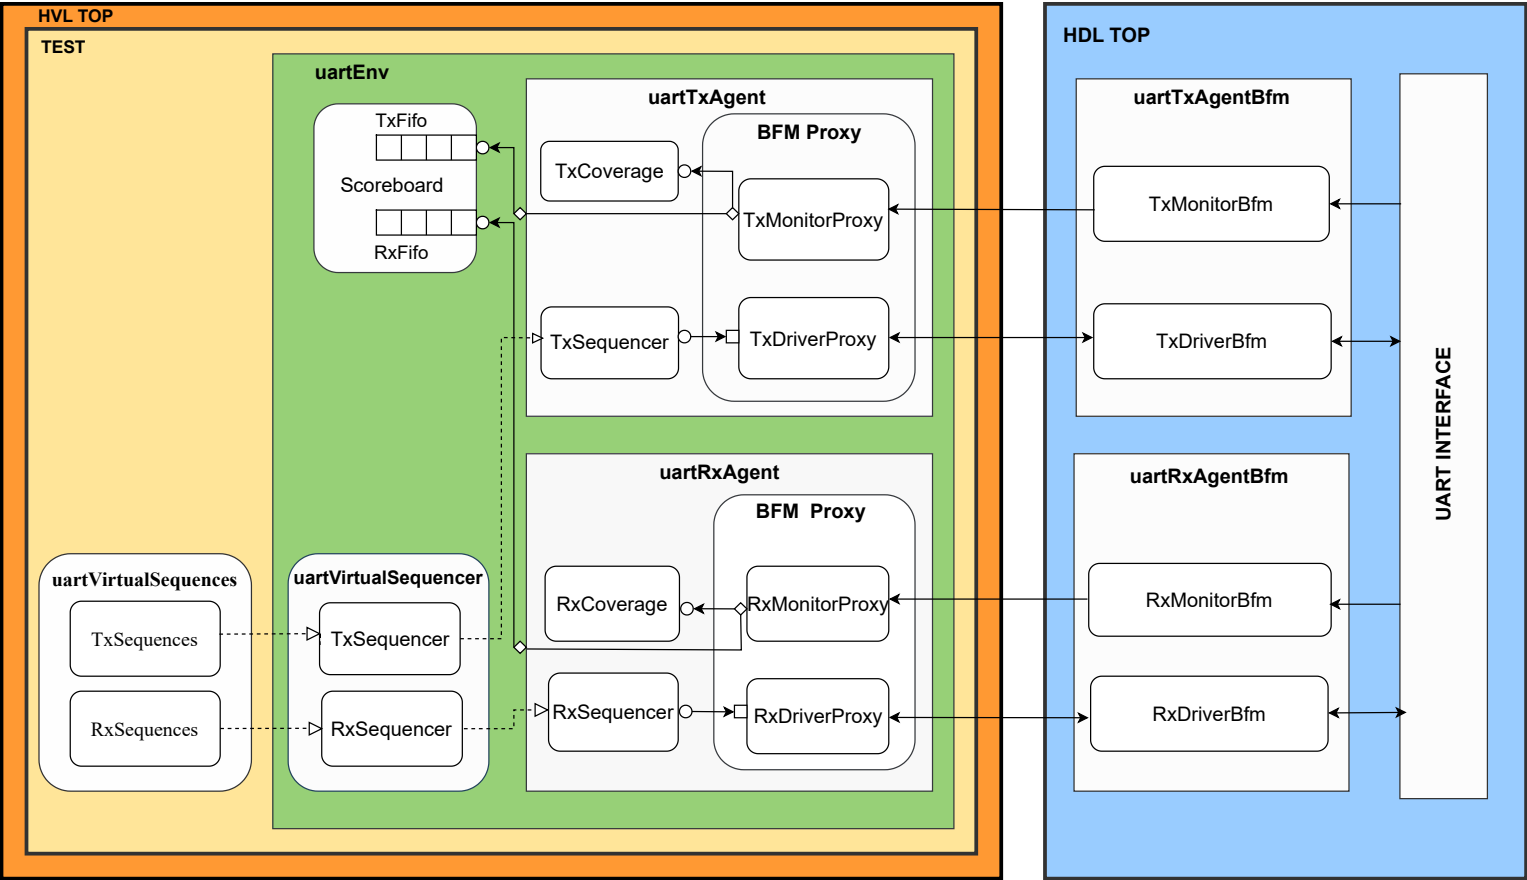 HVL TOP
TEST
uartEnv
TxFifo
Scoreboard
RxFifo
uartTxAgent
BFM Proxy
TxCoverage
TxMonitorProxy
TxSequencer
TxDriverProxy
uartRxAgent
BFM Proxy
RxCoverage
RxMonitorProxy
RxSequencer
RxDriverProxy
uartVirtualSequences
TxSequences
RxSequences
uartVirtualSequencer
TxSequencer
RxSequencer
HDL TOP
uartTxAgentBfm
TxMonitorBfm
TxDriverBfm
uartRxAgentBfm
RxMonitorBfm
RxDriverBfm
UART INTERFACE